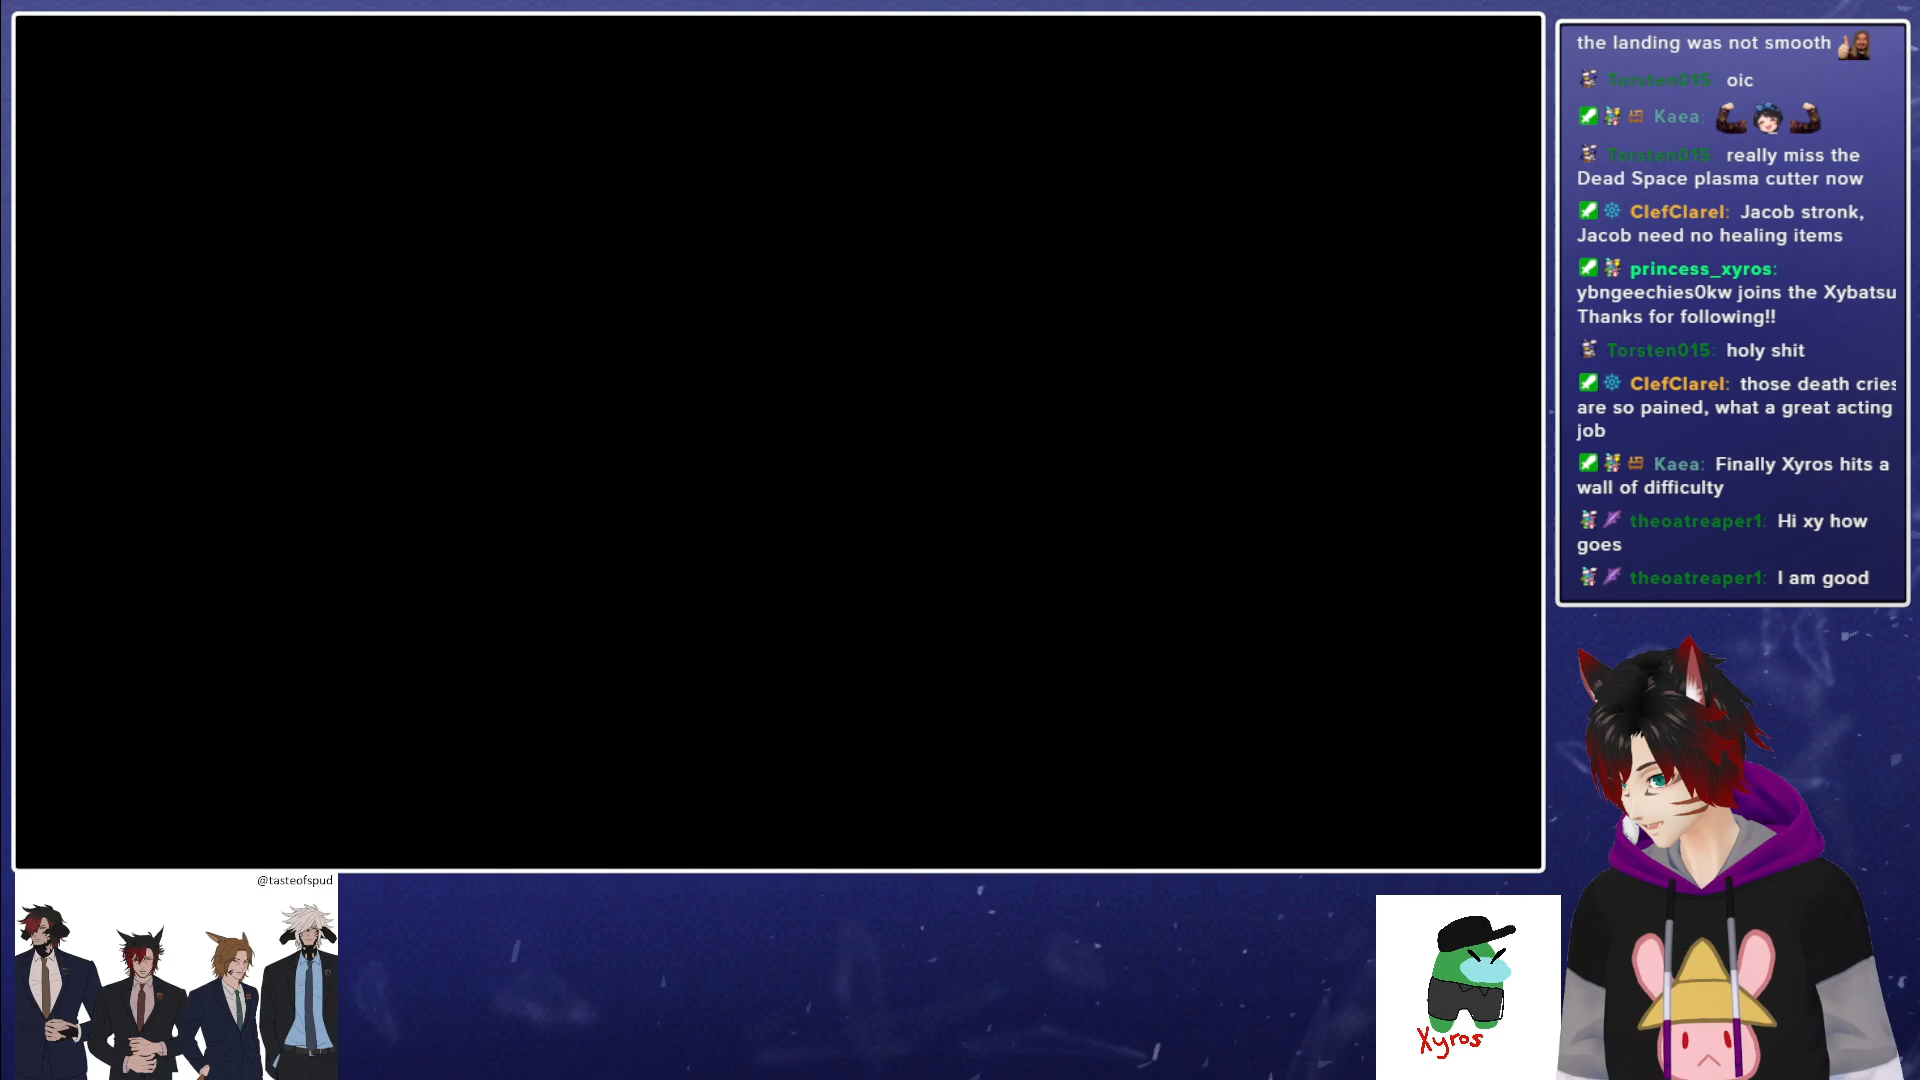 the landing was not smooth
Torsten015: oic
Kaea:
Torsten015: really miss the
Dead Space plasma cutter now
ClefClarel: Jacob stronk,
Jacob need no healing items
princess_xyros:
ybngeechies0kw joins the Xybatsu
Thanks for following!!
Torsten015: holy shit
ClefClarel: those death cries
are so pained, what a great acting
job
Kaea: Finally Xyros hits a
wall of difficulty
theoatreaper1: Hi xy how
goes
theoatreaper1: I am good
@tasteofspud
Xyros